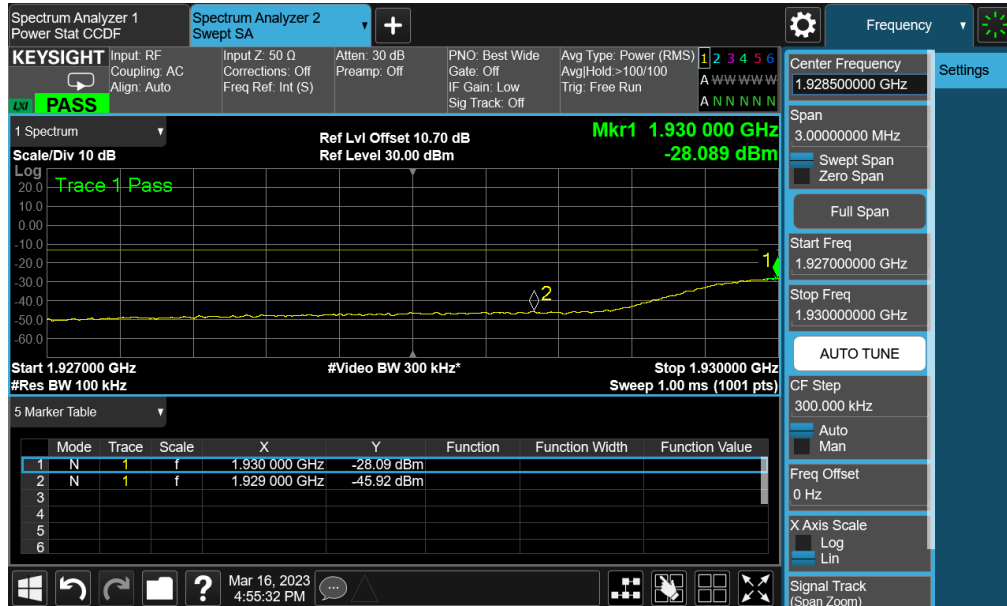 Spectrum Analyzer 1
Power Stat CCDF
Spectrum Analyzer 2
Swept SA
+
Frequency
KEYSIGHT
LXI
PASS
Input: RF
Coupling: AC
Align: Auto
Input Z: 50 Ω
Corrections: Off
Freq Ref: Int (S)
Atten: 30 dB
Preamp: Off
PNO: Best Wide
Gate: Off
IF Gain: Low
Sig Track: Off
Avg Type: Power (RMS)
Avg|Hold:>100/100
Trig: Free Run
1 2 3 4 5 6
A W W W W W
A N N N N N
1 Spectrum
Scale/Div 10 dB
Ref Lvl Offset 10.70 dB
Ref Level 30.00 dBm
Mkr1 1.930 000 GHz
-28.089 dBm
Log
Trace 1 Pass
20.0
10.0
0.00
-10.0
-20.0
-30.0
-40.0
-50.0
-60.0
1
2
Start 1.927000 GHz
#Video BW 300 kHz*
Stop 1.930000 GHz
#Res BW 100 kHz
Sweep 1.00 ms (1001 pts)
5 Marker Table
Mode Trace Scale X Y Function Function Width Function Value
1 N 1 f 1.930 000 GHz -28.09 dBm
2 N 1 f 1.929 000 GHz -45.92 dBm
3
4
5
6
Center Frequency
1.928500000 GHz
Settings
Span
3.00000000 MHz
Swept Span
Zero Span
Full Span
Start Freq
1.927000000 GHz
Stop Freq
1.930000000 GHz
AUTO TUNE
CF Step
300.000 kHz
Auto
Man
Freq Offset
0 Hz
X Axis Scale
Log
Lin
Signal Track
(Span Zoom)
?
Mar 16, 2023
4:55:32 PM